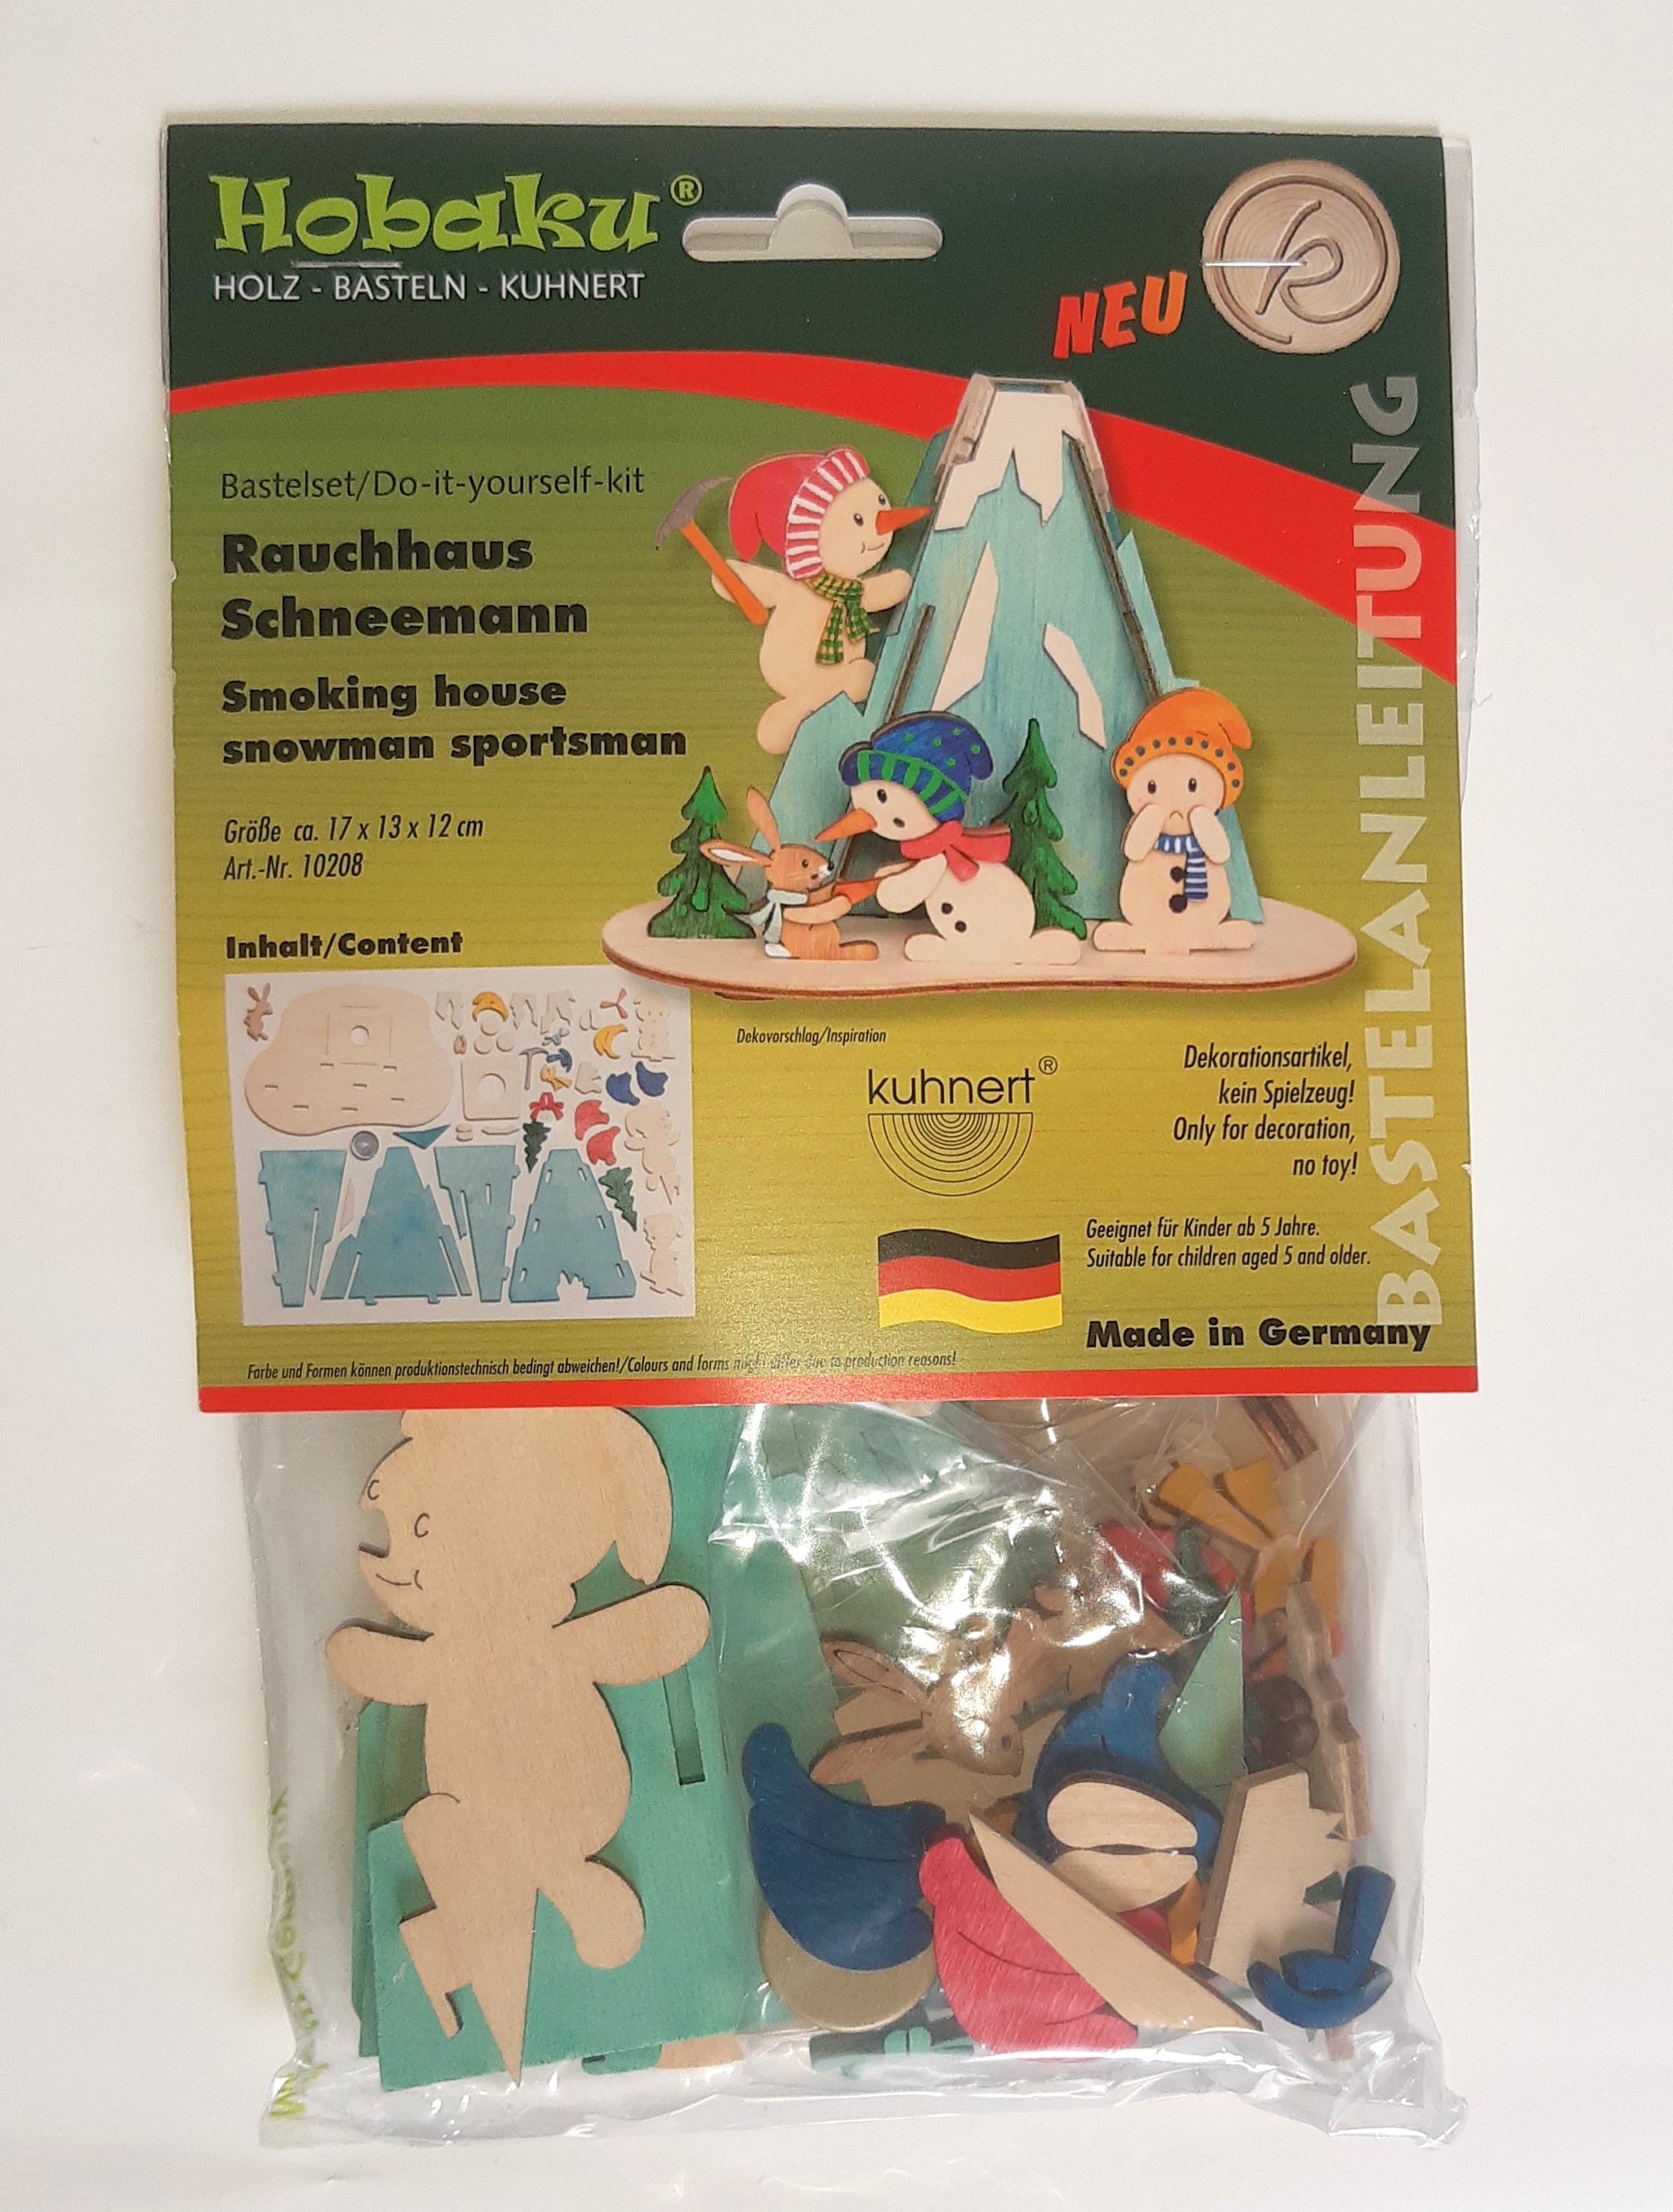 Hobaku®
HOLZ - BASTELN - KUHNERT
NEU
Bastelset/Do-it-yourself-kit
Rauchhaus
Schneemann
Smoking house
snowman sportsman
Größe ca. 17 x 13 x 12 cm
Art.-Nr. 10208
Inhalt/Content
Dekovorschlag/Inspiration
kuhnert®
Dekorationsartikel,
kein Spielzeug!
Only for decoration,
no toy!
Geeignet für Kinder ab 5 Jahre.
Suitable for children aged 5 and older.
Made in Germany
Farbe und Formen können produktionstechnisch bedingt abweichen!/Colours and forms might differ due to production reasons!
BASTELANLEITUNG